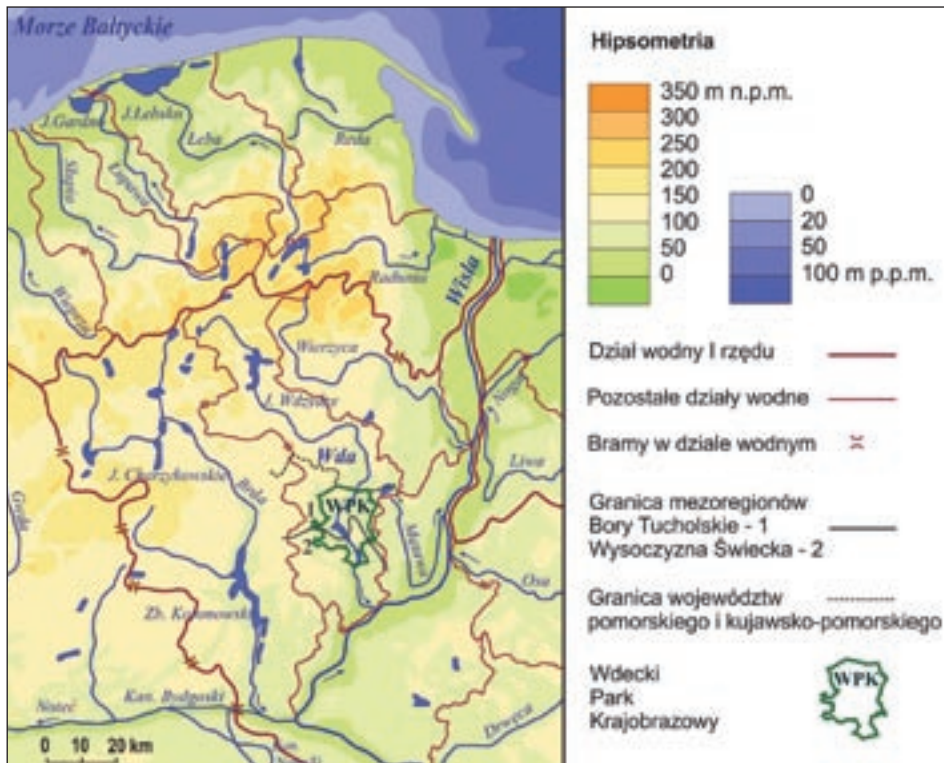 Morze Bałtyckie
J.Gardno
J.Łebsko
Łeba
Reda
Słupia
Łupawa
Radunia
Wisła
Wieprza
Wierzyca
J. Wdzydze
Nogat
Wda
Liwa
J. Charzykowskie
Brda
WPK
1
2
Gwda
Mątawa
Osa
Zb. Koronowski
Kan. Bydgoski
Noteć
Drwęca
Kan.
0 10 20 km
Hipsometria
350 m n.p.m.
300
250
200
150
100
50
0
0
20
50
100 m p.p.m.
Dział wodny I rzędu
Pozostałe działy wodne
Bramy w dziale wodnym
Granica mezoregionów
Bory Tucholskie - 1
Wysoczyzna Świecka - 2
Granica województw
pomorskiego i kujawsko-pomorskiego
Wdecki
Park
Krajobrazowy
WPK